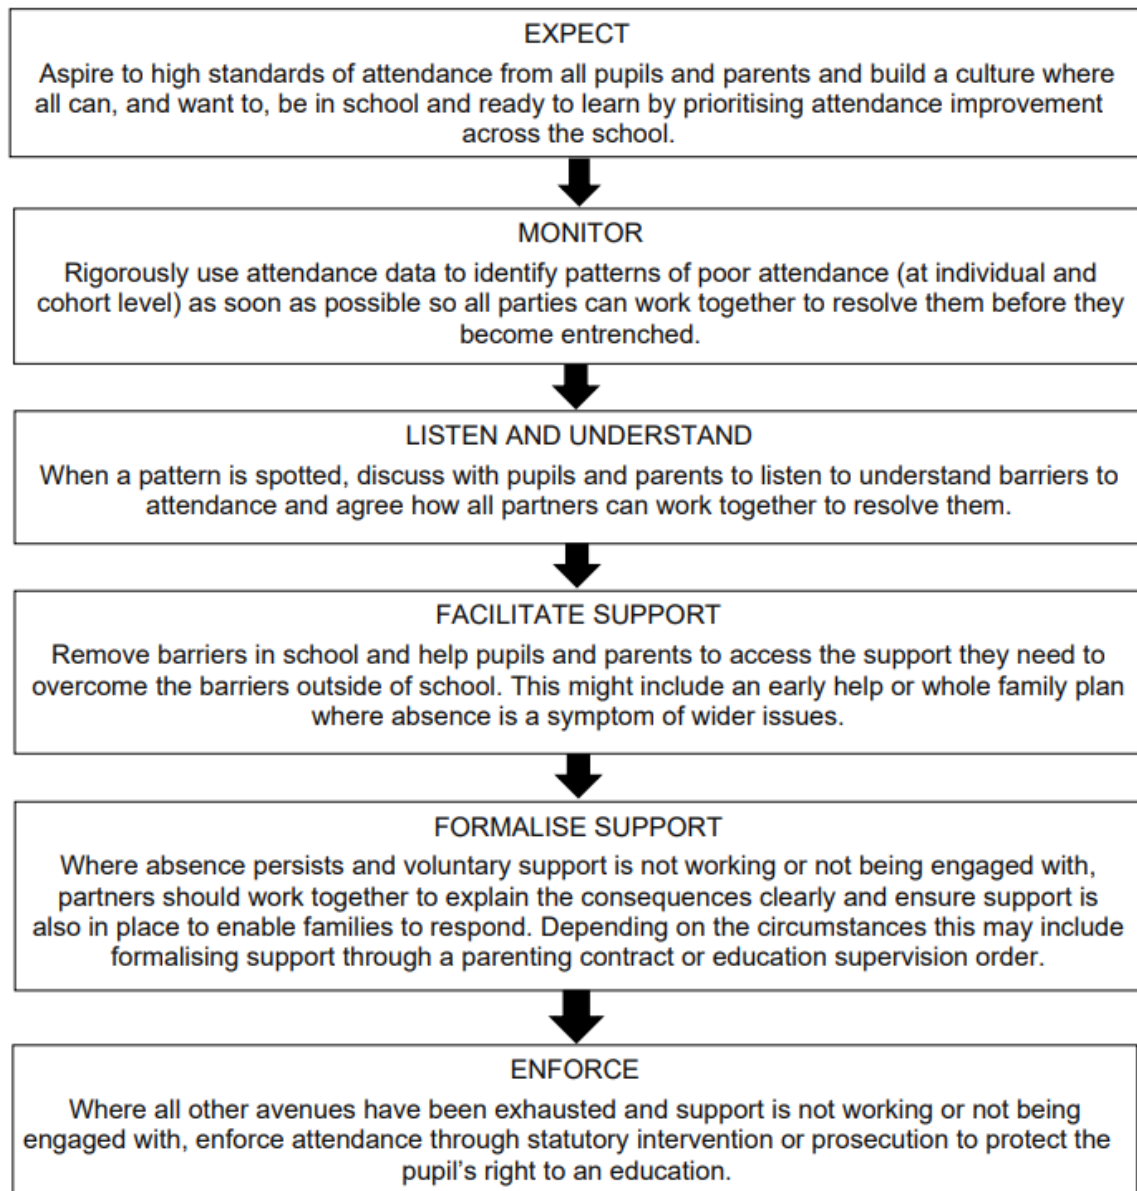 EXPECT
Aspire to high standards of attendance from all pupils and parents and build a culture where
all can, and want to, be in school and ready to learn by prioritising attendance improvement
across the school.
MONITOR
Rigorously use attendance data to identify patterns of poor attendance (at individual and
cohort level) as soon as possible so all parties can work together to resolve them before they
become entrenched.
LISTEN AND UNDERSTAND
When a pattern is spotted, discuss with pupils and parents to listen to understand barriers to
attendance and agree how all partners can work together to resolve them.
FACILITATE SUPPORT
Remove barriers in school and help pupils and parents to access the support they need to
overcome the barriers outside of school. This might include an early help or whole family plan
where absence is a symptom of wider issues.
FORMALISE SUPPORT
Where absence persists and voluntary support is not working or not being engaged with,
partners should work together to explain the consequences clearly and ensure support is
also in place to enable families to respond. Depending on the circumstances this may include
formalising support through a parenting contract or education supervision order.
ENFORCE
Where all other avenues have been exhausted and support is not working or not being
engaged with, enforce attendance through statutory intervention or prosecution to protect the
pupil's right to an education.